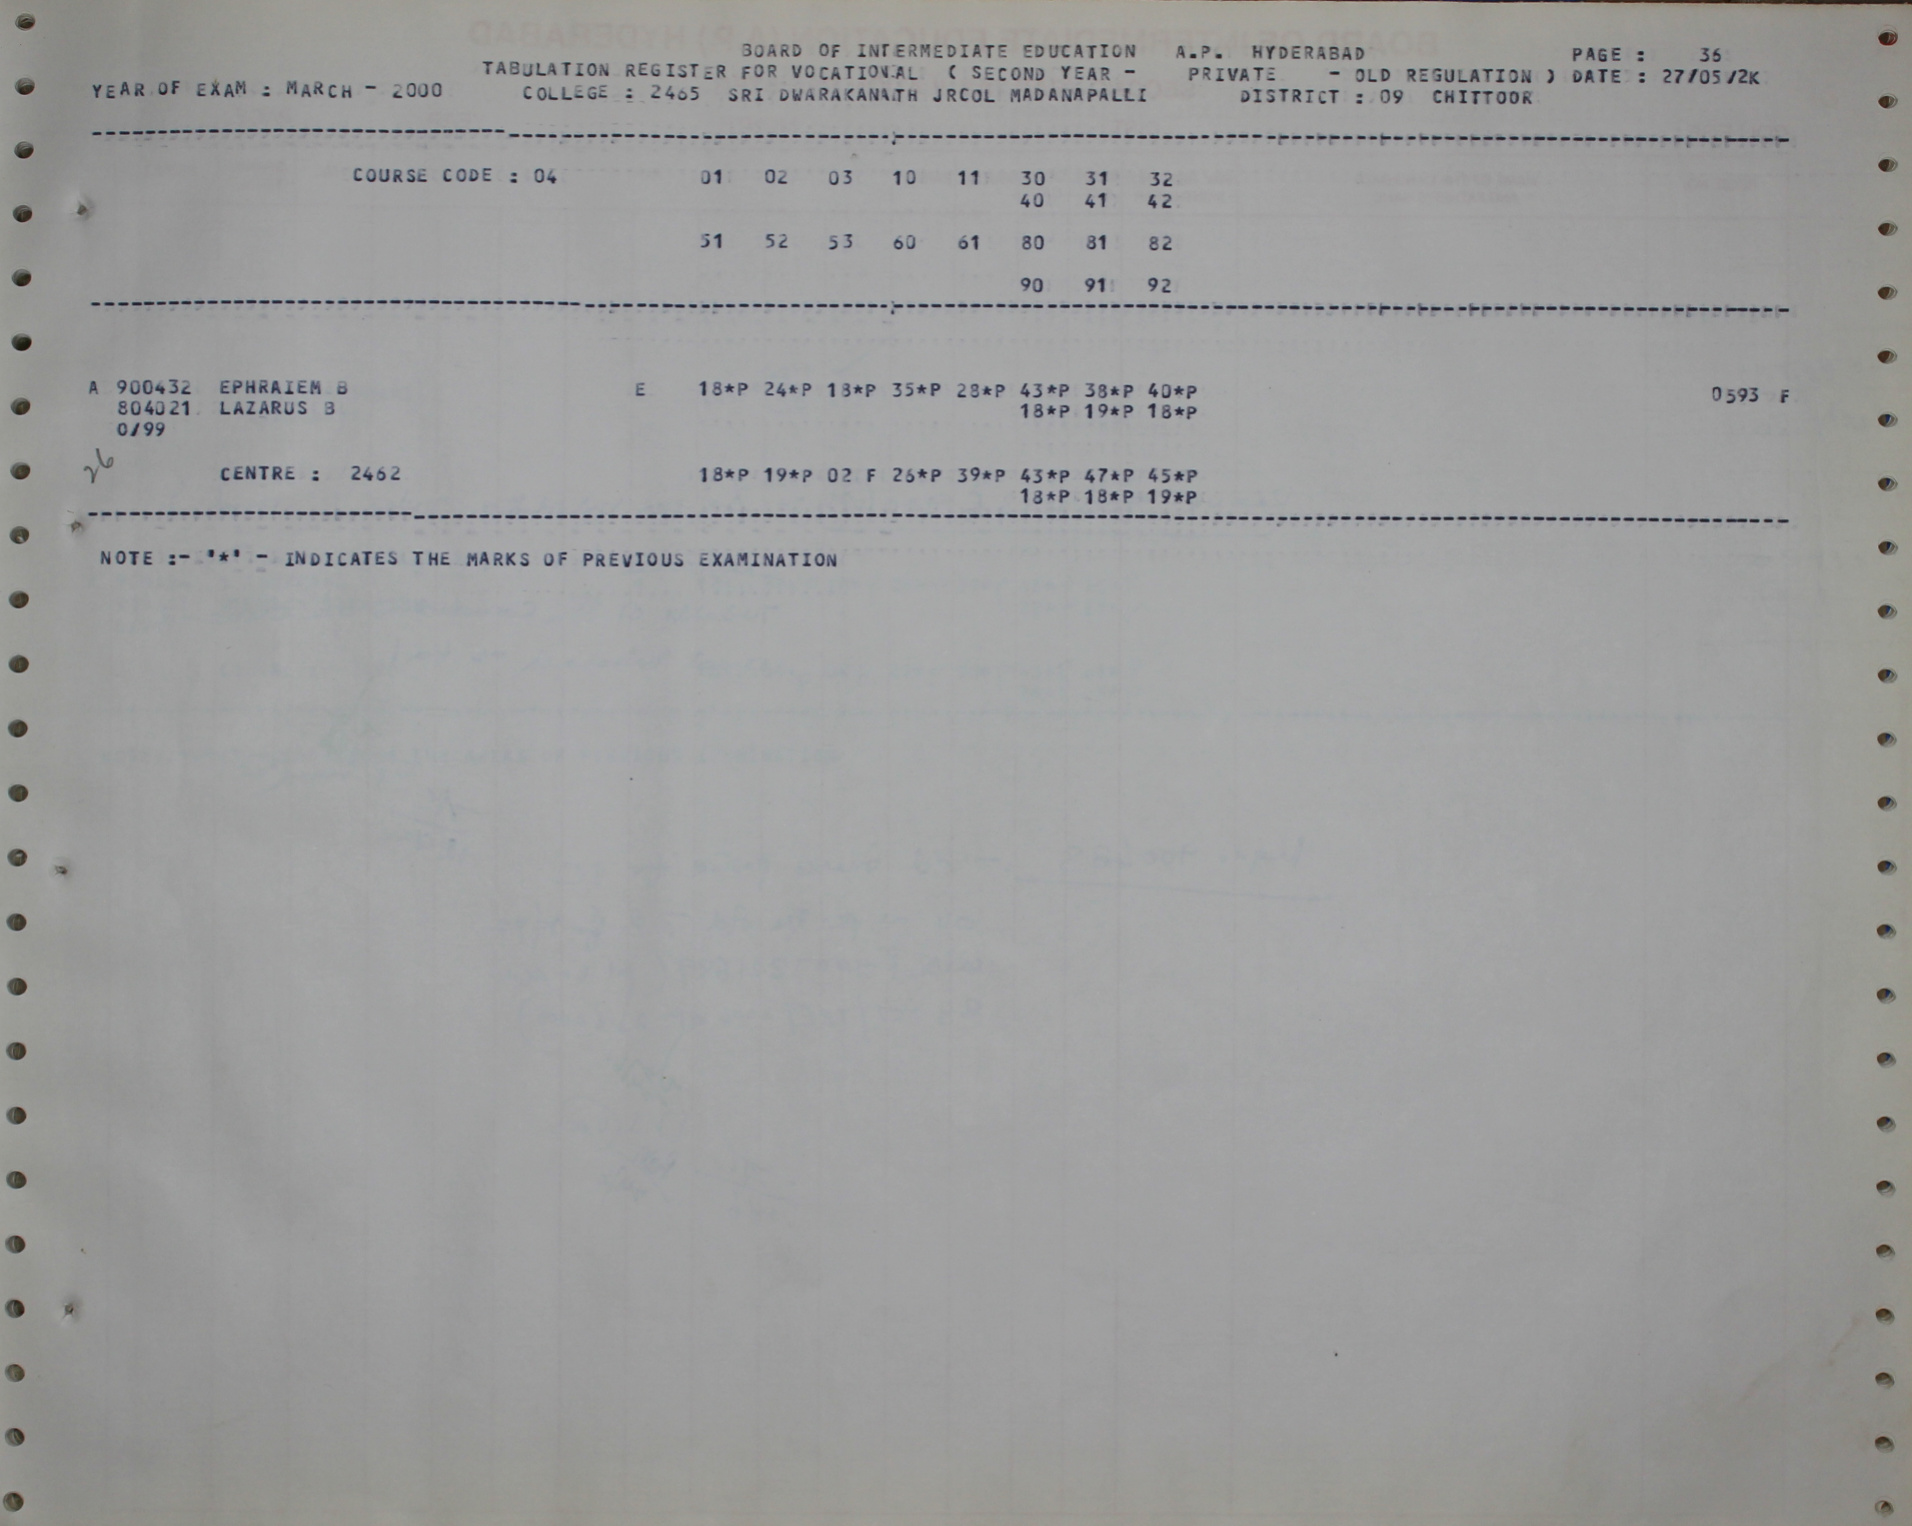 BOARD OF INTERMEDIATE EDUCATION A.P. HYDERABAD PAGE : 36
TABULATION REGISTER FOR VOCATIONAL ( SECOND YEAR - PRIVATE - OLD REGULATION ) DATE : 27/05/2K
YEAR OF EXAM : MARCH - 2000 COLLEGE : 2465 SRI DWARAKANATH JRCOL MADANAPALLI DISTRICT : 09 CHITTOOR
COURSE CODE : 04 01 02 03 10 11 30 31 32
40 41 42
51 52 53 60 61 80 81 82
90 91 92
A 900432 EPHRAIEM B E 18*P 24*P 18*P 35*P 28*P 43*P 38*P 40*P 0593 F
804021 LAZARUS B 18*P 19*P 18*P
0/99
26
CENTRE : 2462 18*P 19*P 02 F 26*P 39*P 43*P 47*P 45*P
18*P 18*P 19*P
NOTE :- '*' - INDICATES THE MARKS OF PREVIOUS EXAMINATION